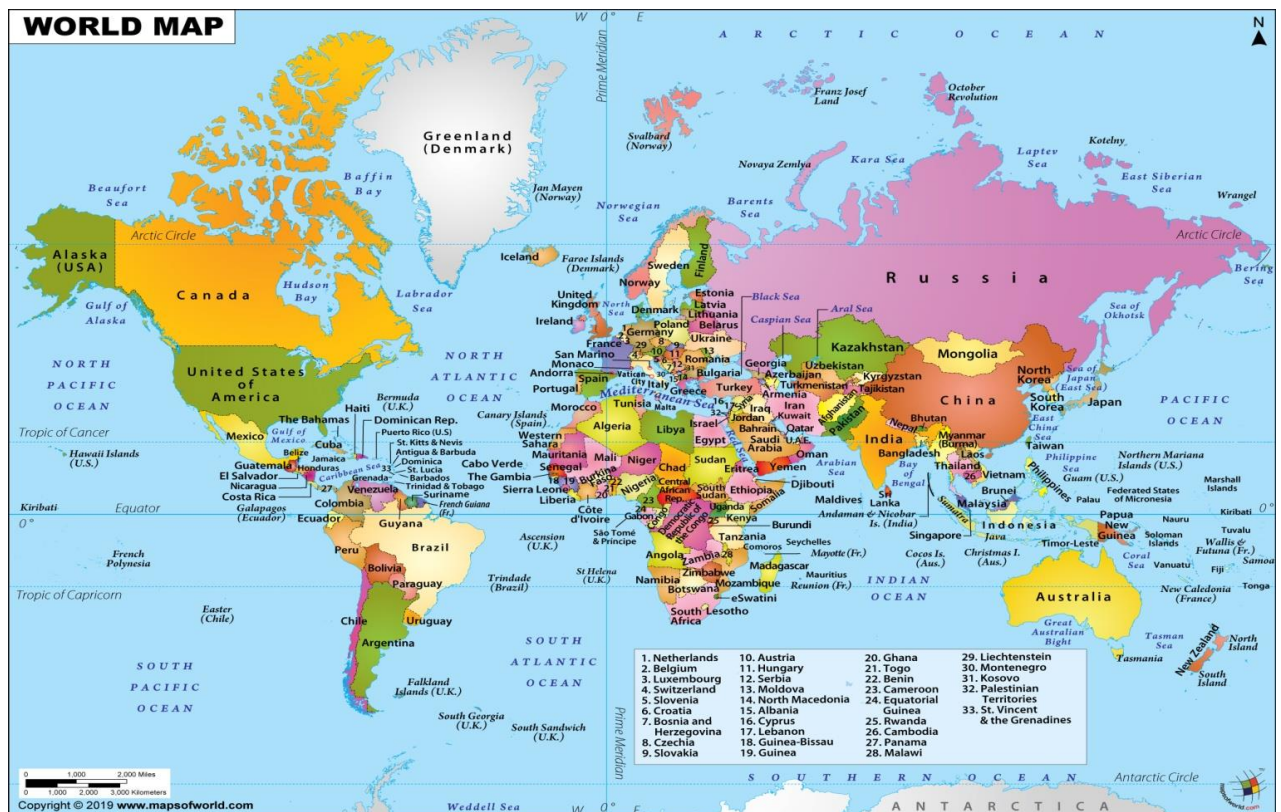 WORLD MAP
W 0° E
N
Prime Meridian
ARCTIC OCEAN
Greenland
(Denmark)
Svalbard
(Norway)
Franz Josef
Land
October
Revolution
Kotelny
Novaya Zemlya
Kara Sea
Laptev
Sea
East Siberian
Sea
Wrangel
Beaufort
Sea
Baffin
Bay
Jan Mayen
(Norway)
Norwegian
Sea
Barents
Sea
Arctic Circle
Arctic Circle
Alaska
(USA)
Canada
Hudson
Bay
Labrador
Sea
Gulf of
Alaska
Iceland
Faroe Islands
(Denmark)
Sweden
Finland
Norway
Russia
Bering
Sea
Sea of
Okhotsk
United
Kingdom
North
Sea
Ireland
Denmark
Estonia
Latvia
Lithuania
Belarus
Poland
Germany
Ukraine
France
San Marino
Monaco
Andorra
Vatican
City
Italy
Romania
Bulgaria
Spain
Portugal
Greece
Malta
Mediterranean Sea
Black Sea
Caspian Sea
Aral Sea
Georgia
Azerbaijan
Armenia
Turkey
Kazakhstan
Uzbekistan
Turkmenistan
Kyrgyzstan
Tajikistan
Mongolia
China
North
Korea
South
Korea
Sea of
Japan (East
Sea)
Japan
East
China
Sea
Taiwan
NORTH
PACIFIC
OCEAN
United States
of
America
NORTH
ATLANTIC
OCEAN
PACIFIC
OCEAN
Tropic of Cancer
Hawaii Islands
(U.S.)
Mexico
Gulf of
Mexico
The Bahamas
Bermuda
(U.K.)
Haiti
Dominican Rep.
Puerto Rico (U.S)
St. Kitts & Nevis
Antigua & Barbuda
Dominica
St. Lucia
Barbados
Grenada
Trinidad & Tobago
Cuba
Jamaica
Belize
Guatemala
Honduras
El Salvador
Nicaragua
Costa Rica
Caribbean Sea
Venezuela
Suriname
French Guiana
(Fr.)
Colombia
Guyana
Galapagos
(Ecuador)
Ecuador
Kiribati
Equator
0°
Peru
Brazil
Bolivia
Paraguay
Chile
Argentina
Uruguay
French
Polynesia
Tropic of Capricorn
Easter
(Chile)
Trindade
(Brazil)
SOUTH
PACIFIC
OCEAN
SOUTH
ATLANTIC
OCEAN
Falkland
Islands (U.K.)
South Georgia
(U.K.)
South Sandwich
(U.K.)
Canary Islands
(Spain)
Morocco
Tunisia
Algeria
Libya
Egypt
Western
Sahara
Mauritania
Mali
Niger
Chad
Sudan
Eritrea
Cabo Verde
Senegal
The Gambia
Sierra Leone
Liberia
Burkina
Faso
Côte
d'Ivoire
Nigeria
Central
African
Rep.
South
Sudan
Ethiopia
Somalia
Djibouti
Gabon
Congo
São Tomé
& Principe
Democratic
Republic of
the Congo
Uganda
Kenya
Burundi
Tanzania
Comoros
Seychelles
Mayotte (Fr.)
Ascension
(U.K.)
St Helena
(U.K.)
Angola
Zambia
Zimbabwe
Mozambique
Madagascar
Mauritius
Reunion (Fr.)
Namibia
Botswana
eSwatini
South
Africa
Lesotho
Syria
Israel
Jordan
Iraq
Iran
Kuwait
Bahrain
Qatar
U.A.E.
Saudi
Arabia
Red Sea
Oman
Yemen
Afghanistan
Pakistan
India
Nepal
Bhutan
Bangladesh
Myanmar
(Burma)
Laos
Thailand
Vietnam
Arabian
Sea
Bay
of
Bengal
Maldives
Sri
Lanka
Andaman & Nicobar
Is. (India)
Malaysia
Brunei
Philippines
Philippine
Sea
Singapore
Sumatra
Indonesia
Java
Timor-Leste
Palau
Northern Mariana
Islands (U.S.)
Guam (U.S.)
Federated States
of Micronesia
Marshall
Islands
Kiribati
Nauru
Papua
New
Guinea
Solomon
Islands
Tuvalu
Wallis &
Futuna (Fr.)
Samoa
Coral
Sea
Vanuatu
Fiji
Tonga
New Caledonia
(France)
Cocos Is.
(Aus.)
Christmas I.
(Aus.)
INDIAN
OCEAN
Australia
Great
Australian
Bight
Tasman
Sea
Tasmania
New Zealand
North
Island
South
Island
1. Netherlands
2. Belgium
3. Luxembourg
4. Switzerland
5. Slovenia
6. Croatia
7. Bosnia and
Herzegovina
8. Czechia
9. Slovakia
10. Austria
11. Hungary
12. Serbia
13. Moldova
14. North Macedonia
15. Albania
16. Cyprus
17. Lebanon
18. Guinea-Bissau
19. Guinea
20. Ghana
21. Togo
22. Benin
23. Cameroon
24. Equatorial
Guinea
25. Rwanda
26. Cambodia
27. Panama
28. Malawi
29. Liechtenstein
30. Montenegro
31. Kosovo
32. Palestinian
Territories
33. St. Vincent
& the Grenadines
Prime Meridian
SOUTHERN OCEAN
Antarctic Circle
ANTARCTICA
Weddell Sea
W 0° E
0 1,000 2,000 Miles
0 1,000 2,000 3,000 Kilometers
Copyright © 2019 www.mapsofworld.com